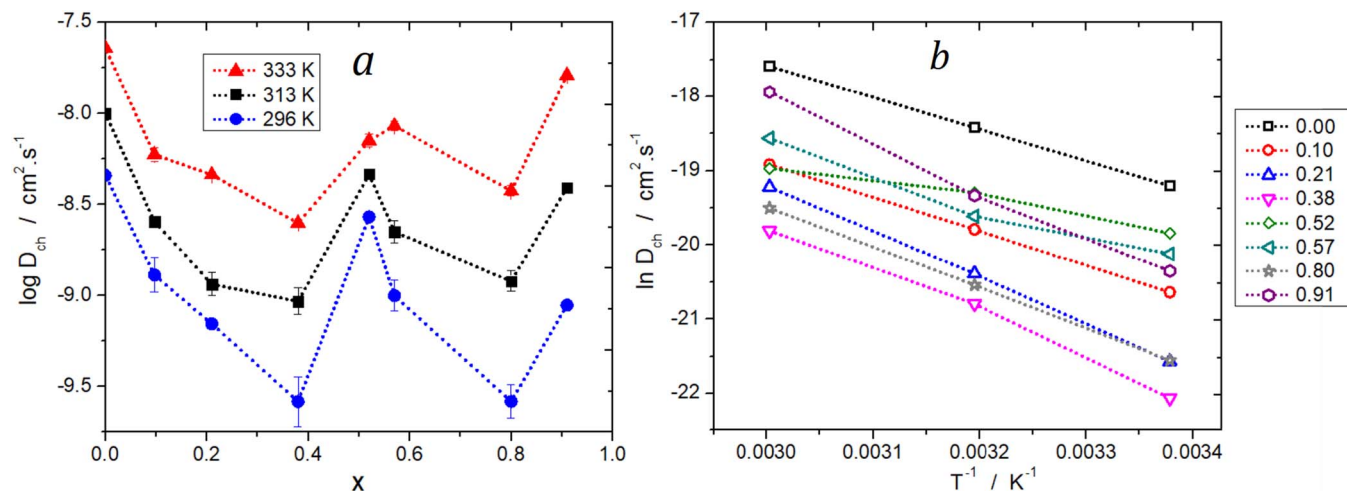 a
333 K
313 K
296 K
log D_ch / cm².s⁻¹
-7.5
-8.0
-8.5
-9.0
-9.5
0.0 0.2 0.4 0.6 0.8 1.0
x
b
ln D_ch / cm².s⁻¹
-17
-18
-19
-20
-21
-22
0.0030 0.0031 0.0032 0.0033 0.0034
T⁻¹ / K⁻¹
0.00
0.10
0.21
0.38
0.52
0.57
0.80
0.91